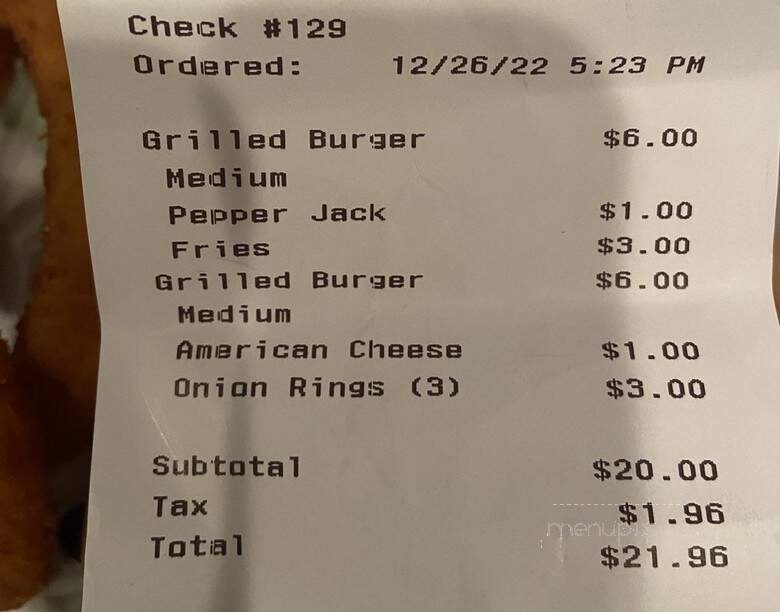 Check #129
Ordered: 12/26/22 5:23 PM
Grilled Burger $6.00
Medium
Pepper Jack $1.00
Fries $3.00
Grilled Burger $6.00
Medium
American Cheese $1.00
Onion Rings (3) $3.00
Subtotal $20.00
Tax $1.96
Total $21.96